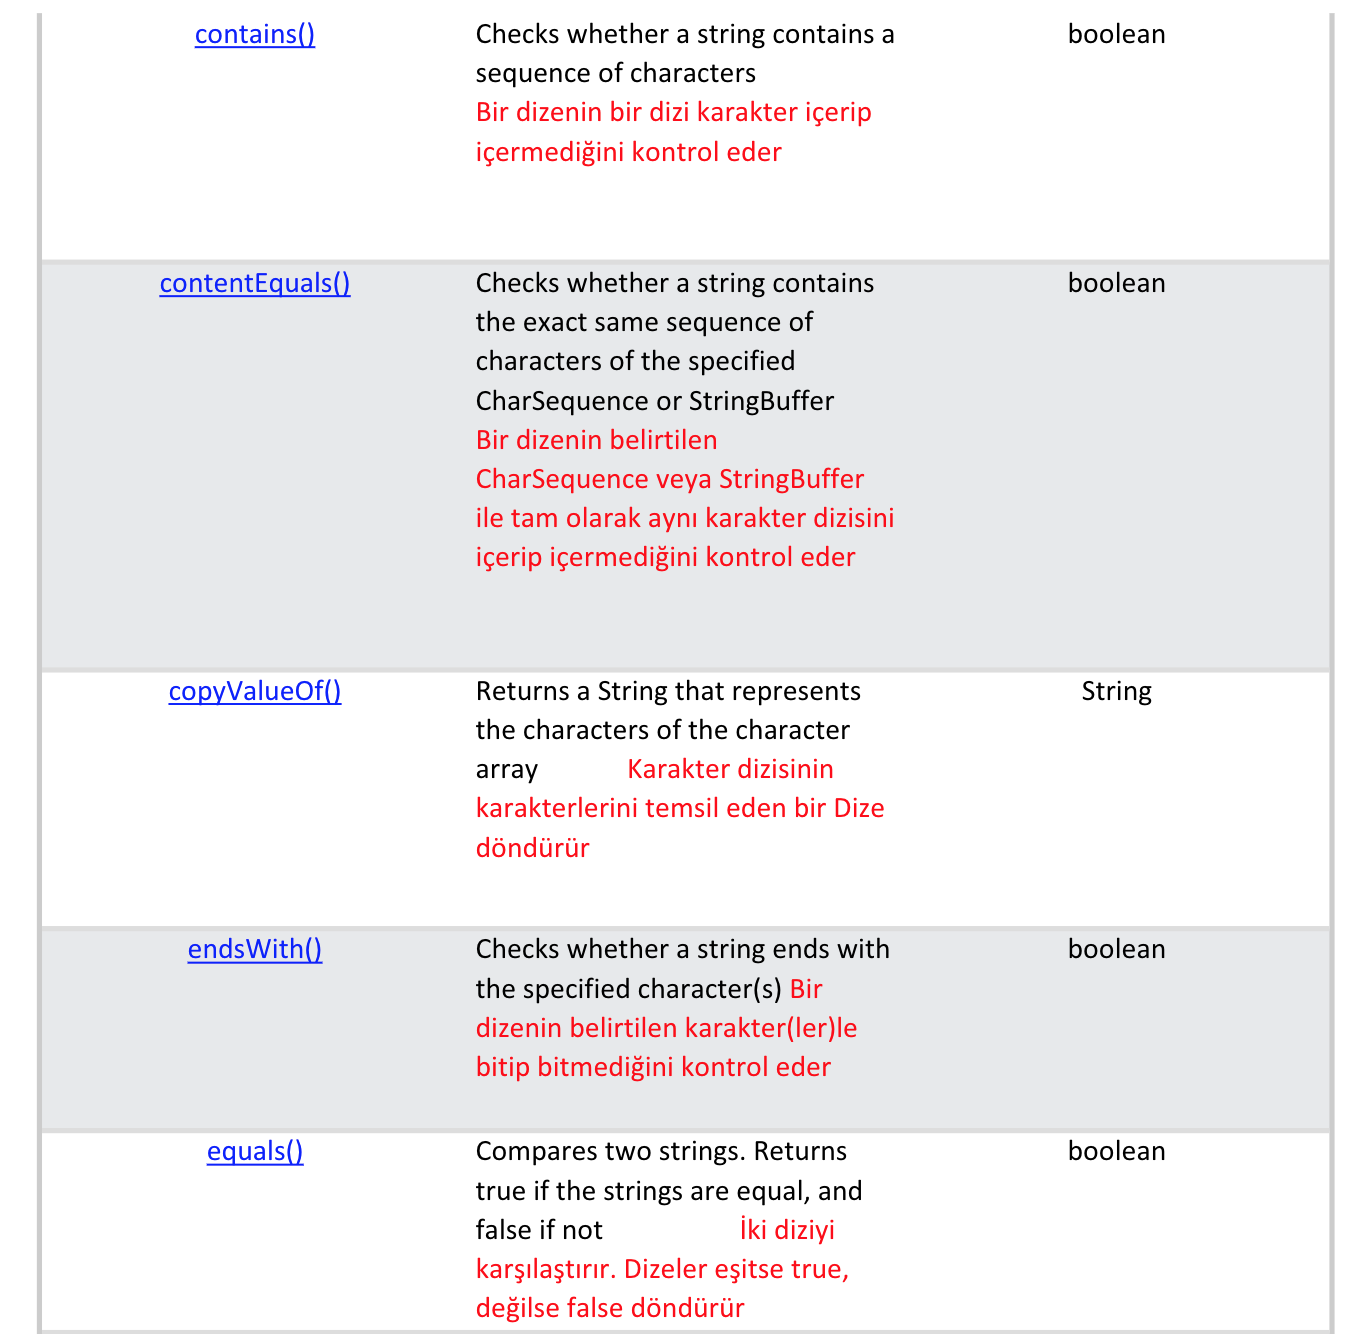 contains()
Checks whether a string contains a
sequence of characters
Bir dizenin bir dizi karakter içerip
içermediğini kontrol eder
boolean
contentEquals()
Checks whether a string contains
the exact same sequence of
characters of the specified
CharSequence or StringBuffer
Bir dizenin belirtilen
CharSequence veya StringBuffer
ile tam olarak aynı karakter dizisini
içerip içermediğini kontrol eder
boolean
copyValueOf()
Returns a String that represents
the characters of the character
array Karakter dizisinin
karakterlerini temsil eden bir Dize
döndürür
String
endsWith()
Checks whether a string ends with
the specified character(s) Bir
dizenin belirtilen karakter(ler)le
bitip bitmediğini kontrol eder
boolean
equals()
Compares two strings. Returns
true if the strings are equal, and
false if not İki diziyi
karşılaştırır. Dizeler eşitse true,
değilse false döndürür
boolean